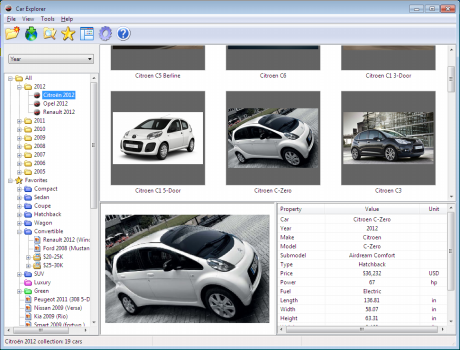 Car Explorer
File View Tools Help
Year
All
2012
Citroën 2012
Opel 2012
Renault 2012
2011
2010
2009
2008
2007
2006
2005
Favorites
Compact
Sedan
Coupe
Hatchback
Wagon
Convertible
Renault 2012 (Wind
Ford 2008 (Mustan
$20-25K
$25-30K
SUV
Luxury
Green
Peugeot 2011 (308 5-D
Nissan 2009 (Versa)
Kia 2009 (Rio)
Smart 2009 (Fortwo)
Citroen C5 Berline
Citroen C6
Citroen C1 3-Door
Citroen C1 5-Door
Citroen C-Zero
Citroen C3
Property Value Unit
Car Citroen C-Zero
Year 2012
Make Citroen
Model C-Zero
Submodel Airdream Comfort
Type Hatchback
Price $36,232 USD
Power 67 hp
Fuel Electric
Length 136.81 in
Width 58.07 in
Height 63.31 in
Citroën 2012 collection: 19 cars